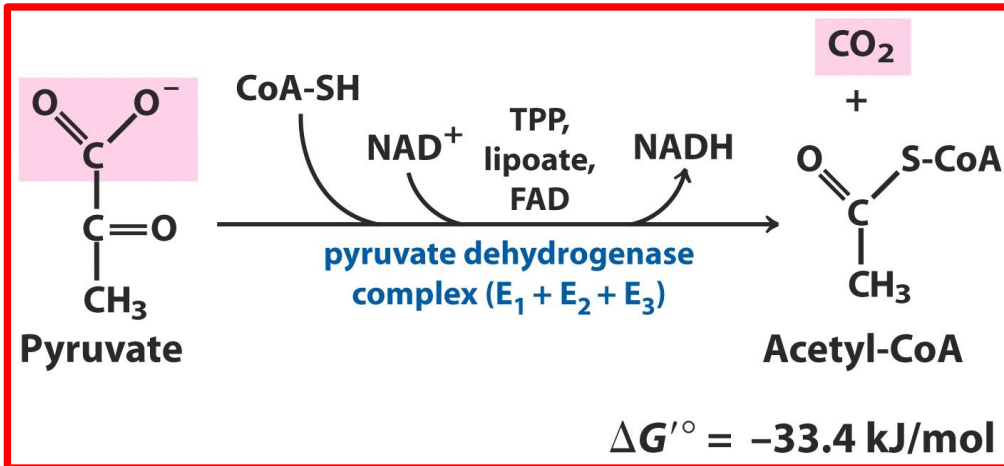 CO₂
+
CoA-SH
NAD⁺
TPP,
lipoate,
FAD
NADH
O O⁻
C
C=O
CH₃
Pyruvate
pyruvate dehydrogenase
complex (E₁ + E₂ + E₃)
O S-CoA
C
CH₃
Acetyl-CoA
ΔG′° = –33.4 kJ/mol